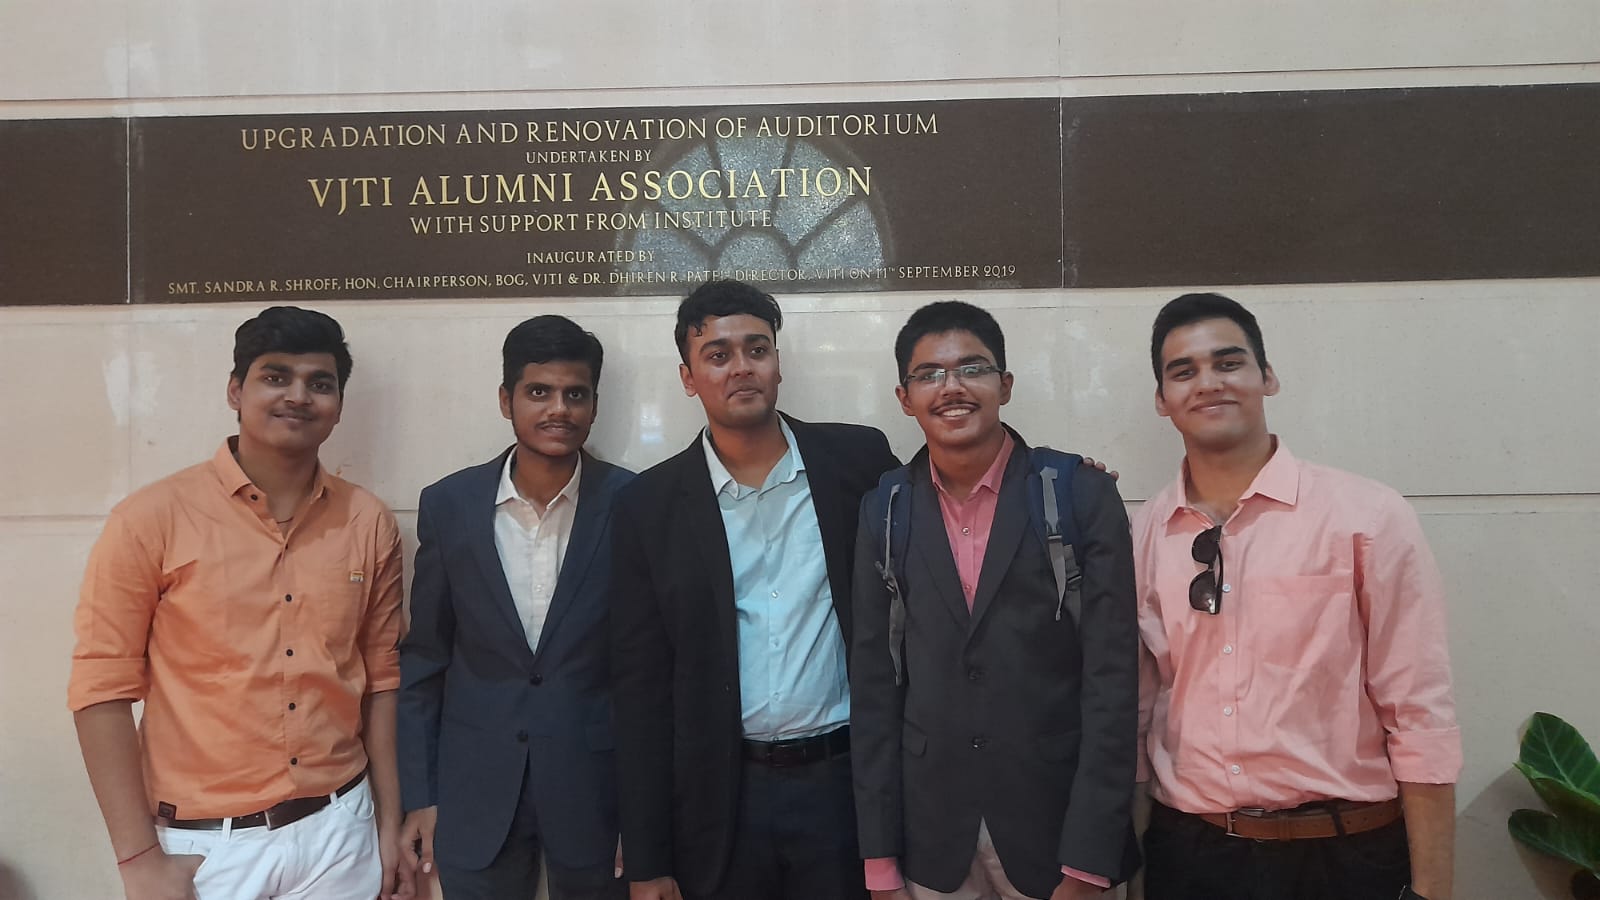 UPGRADATION AND RENOVATION OF AUDITORIUM
UNDERTAKEN BY
VJTI ALUMNI ASSOCIATION
WITH SUPPORT FROM INSTITUTE
INAUGURATED BY
SMT. SANDRA R. SHROFF, HON. CHAIRPERSON, BOG, VJTI & DR. DHIREN R. PATEL DIRECTOR, VJTI ON 11TH SEPTEMBER 2019